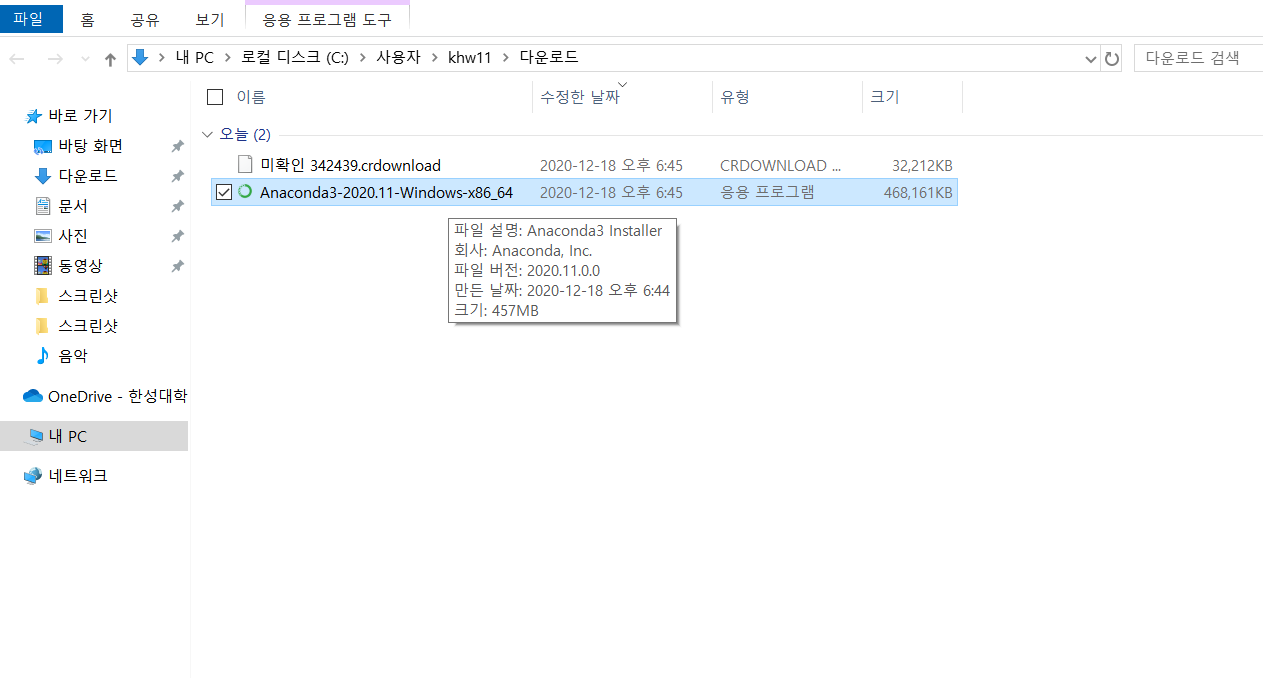 파일 홈 공유 보기 응용 프로그램 도구
내 PC 로컬 디스크 (C:) 사용자 khw11 다운로드 다운로드 검색
이름 수정한 날짜 유형 크기
바로 가기
바탕 화면
다운로드
문서
사진
동영상
스크린샷
스크린샷
음악
OneDrive - 한성대학
내 PC
네트워크
오늘 (2)
미확인 342439.crdownload 2020-12-18 오후 6:45 CRDOWNLOAD ... 32,212KB
Anaconda3-2020.11-Windows-x86_64 2020-12-18 오후 6:45 응용 프로그램 468,161KB
파일 설명: Anaconda3 Installer
회사: Anaconda, Inc.
파일 버전: 2020.11.0.0
만든 날짜: 2020-12-18 오후 6:44
크기: 457MB